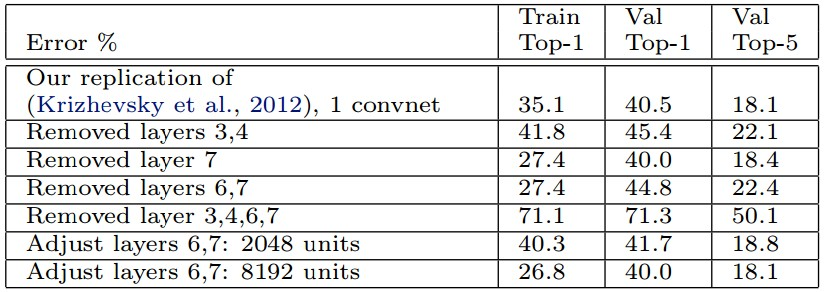 Error % Train Top-1 Val Top-1 Val Top-5
Our replication of
(Krizhevsky et al., 2012), 1 convnet 35.1 40.5 18.1
Removed layers 3,4 41.8 45.4 22.1
Removed layer 7 27.4 40.0 18.4
Removed layers 6,7 27.4 44.8 22.4
Removed layer 3,4,6,7 71.1 71.3 50.1
Adjust layers 6,7: 2048 units 40.3 41.7 18.8
Adjust layers 6,7: 8192 units 26.8 40.0 18.1